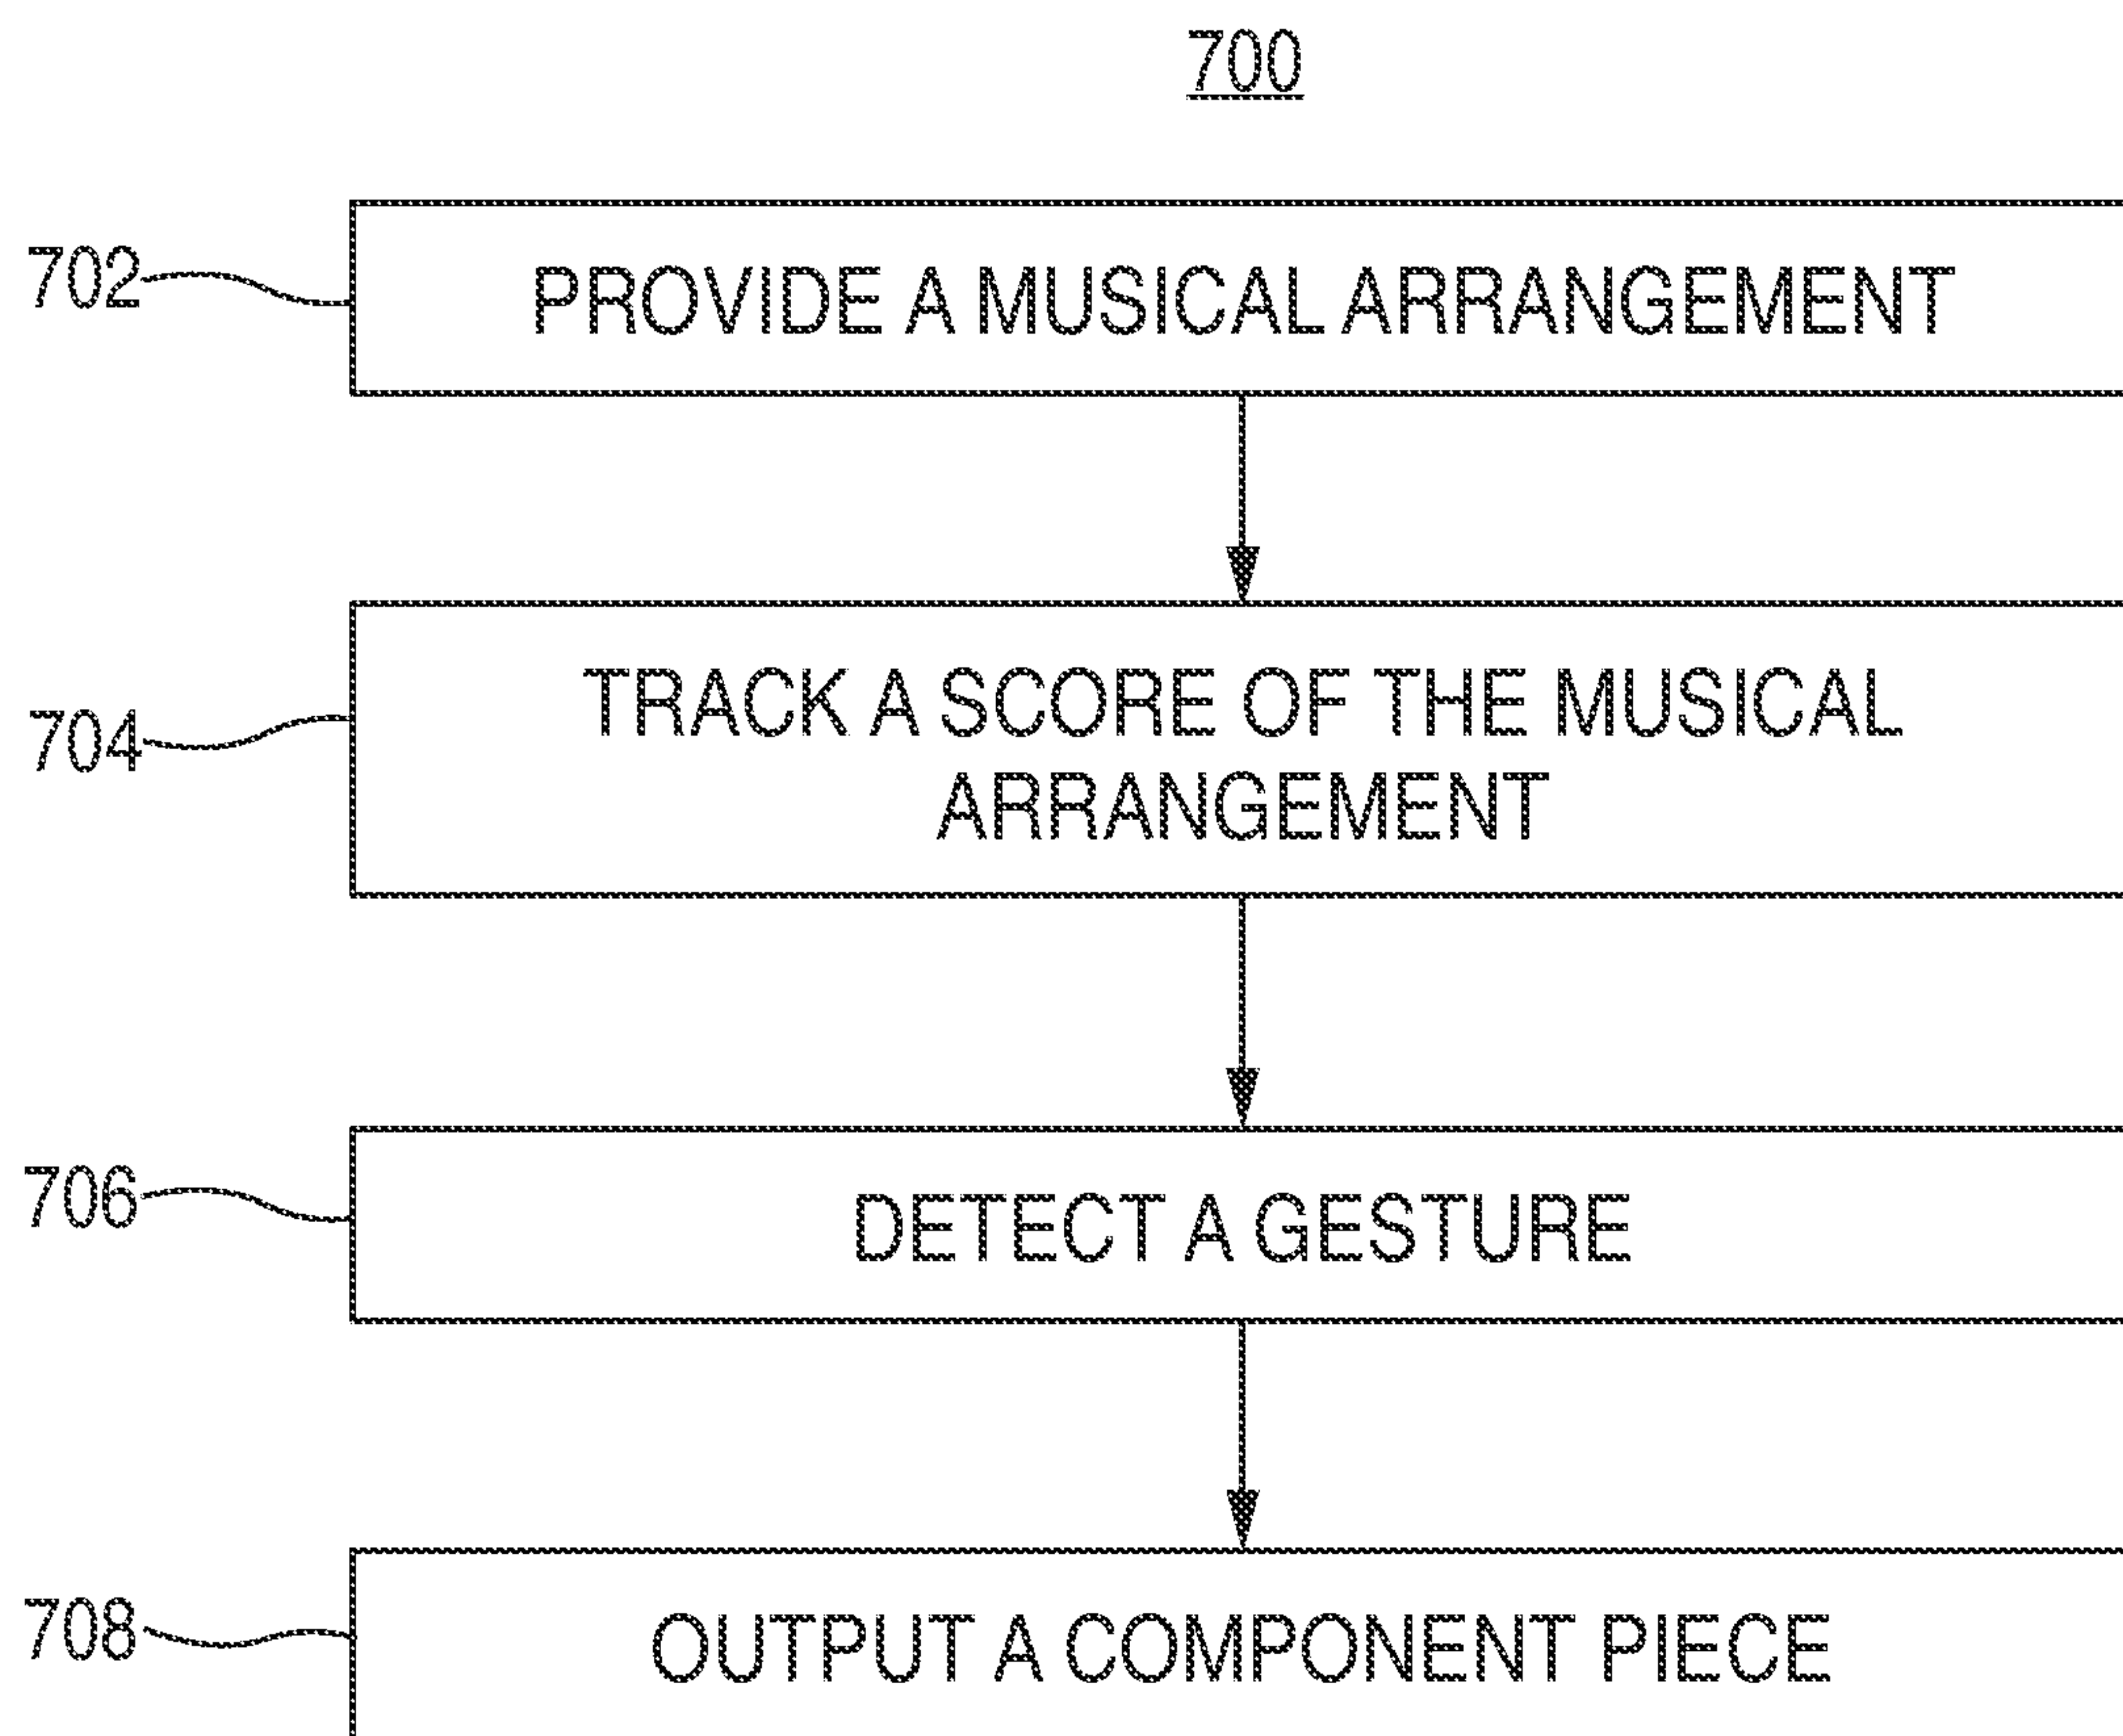 700
702
PROVIDE A MUSICAL ARRANGEMENT
704
TRACK A SCORE OF THE MUSICAL
ARRANGEMENT
706
DETECT A GESTURE
708
OUTPUT A COMPONENT PIECE